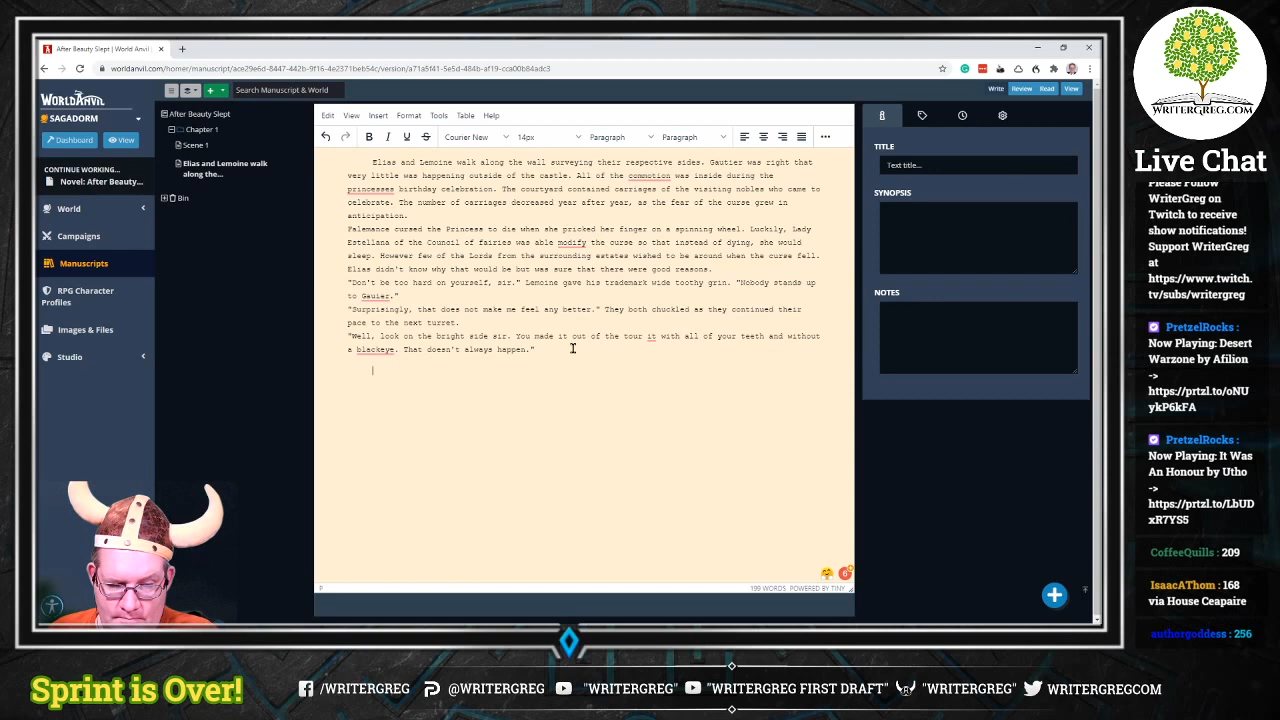 After Beauty Slept | World Anvil
worldanvil.com/homer/manuscript/ace29e6d-8447-442b-9f16-4e2371beb54c/version/a71a5f41-5e5d-484b-af19-cca00b84adc3
WORLDANVIL
SAGADORM
Dashboard
View
CONTINUE WORKING...
Novel: After Beauty...
World
Campaigns
Manuscripts
RPG Character
Profiles
Images & Files
Studio
Search Manuscript & World
After Beauty Slept
Chapter 1
Scene 1
Elias and Lemoine walk
along the...
Bin
Write Review Read View
Edit View Insert Format Tools Table Help
B I U S Courier New 14px Paragraph Paragraph
Elias and Lemoine walk along the wall surveying their respective sides. Gautier was right that
very little was happening outside of the castle. All of the commotion was inside during the
princesses birthday celebration. The courtyard contained carriages of the visiting nobles who came to
celebrate. The number of carriages decreased year after year, as the fear of the curse grew in
anticipation.
Falemance cursed the Princess to die when she pricked her finger on a spinning wheel. Luckily, Lady
Estellana of the Council of fairies was able modify the curse so that instead of dying, she would
sleep. However few of the Lords from the surrounding estates wished to be around when the curse fell.
Elias didn't know why that would be but was sure that there were good reasons.
"Don't be too hard on yourself, sir." Lemoine gave his trademark wide toothy grin. "Nobody stands up
to Gauier."
"Surprisingly, that does not make me feel any better." They both chuckled as they continued their
pace to the next turret.
"Well, look on the bright side sir. You made it out of the tour it with all of your teeth and without
a blackeye. That doesn't always happen."
P
199 WORDS POWERED BY TINY
TITLE
Text title...
SYNOPSIS
NOTES
WRITERGREG.COM
Live Chat
Please Follow
WriterGreg on
Twitch to receive
show notifications!
Support WriterGreg
at
https://www.twitch.
tv/subs/writergreg
PretzelRocks :
Now Playing: Desert
Warzone by Afilion
->
https://prtzl.to/oNU
ykP6kFA
PretzelRocks :
Now Playing: It Was
An Honour by Utho
->
https://prtzl.to/LbUD
xR7YS5
CoffeeQuills : 209
IsaacAThom : 168
via House Ceapaire
authorgoddess : 256
Sprint is Over!
/WRITERGREG
@WRITERGREG
"WRITERGREG"
"WRITERGREG FIRST DRAFT"
"WRITERGREG"
WRITERGREGCOM